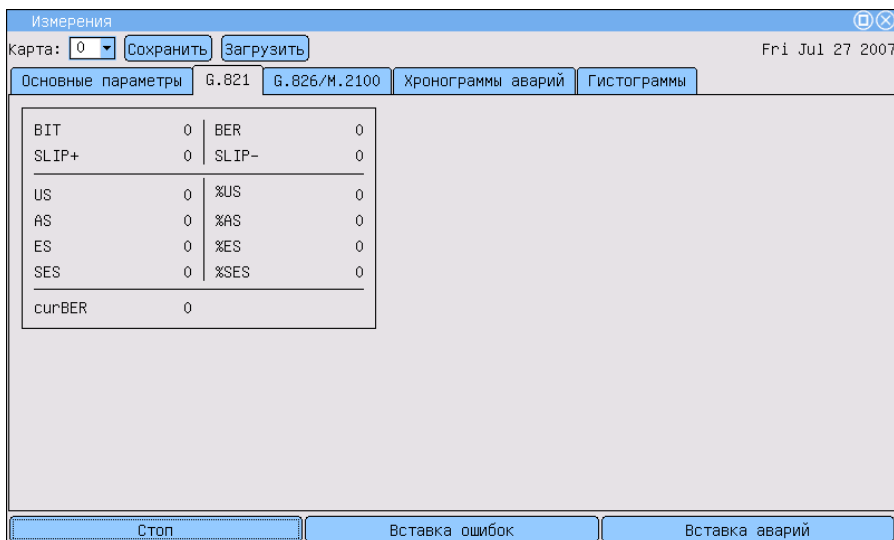 Измерения
Карта: 0 Сохранить Загрузить Fri Jul 27 2007
Основные параметры G.821 G.826/M.2100 Хронограммы аварий Гистограммы
BIT 0 BER 0
SLIP+ 0 SLIP- 0
US 0 %US 0
AS 0 %AS 0
ES 0 %ES 0
SES 0 %SES 0
curBER 0
Стоп Вставка ошибок Вставка аварий